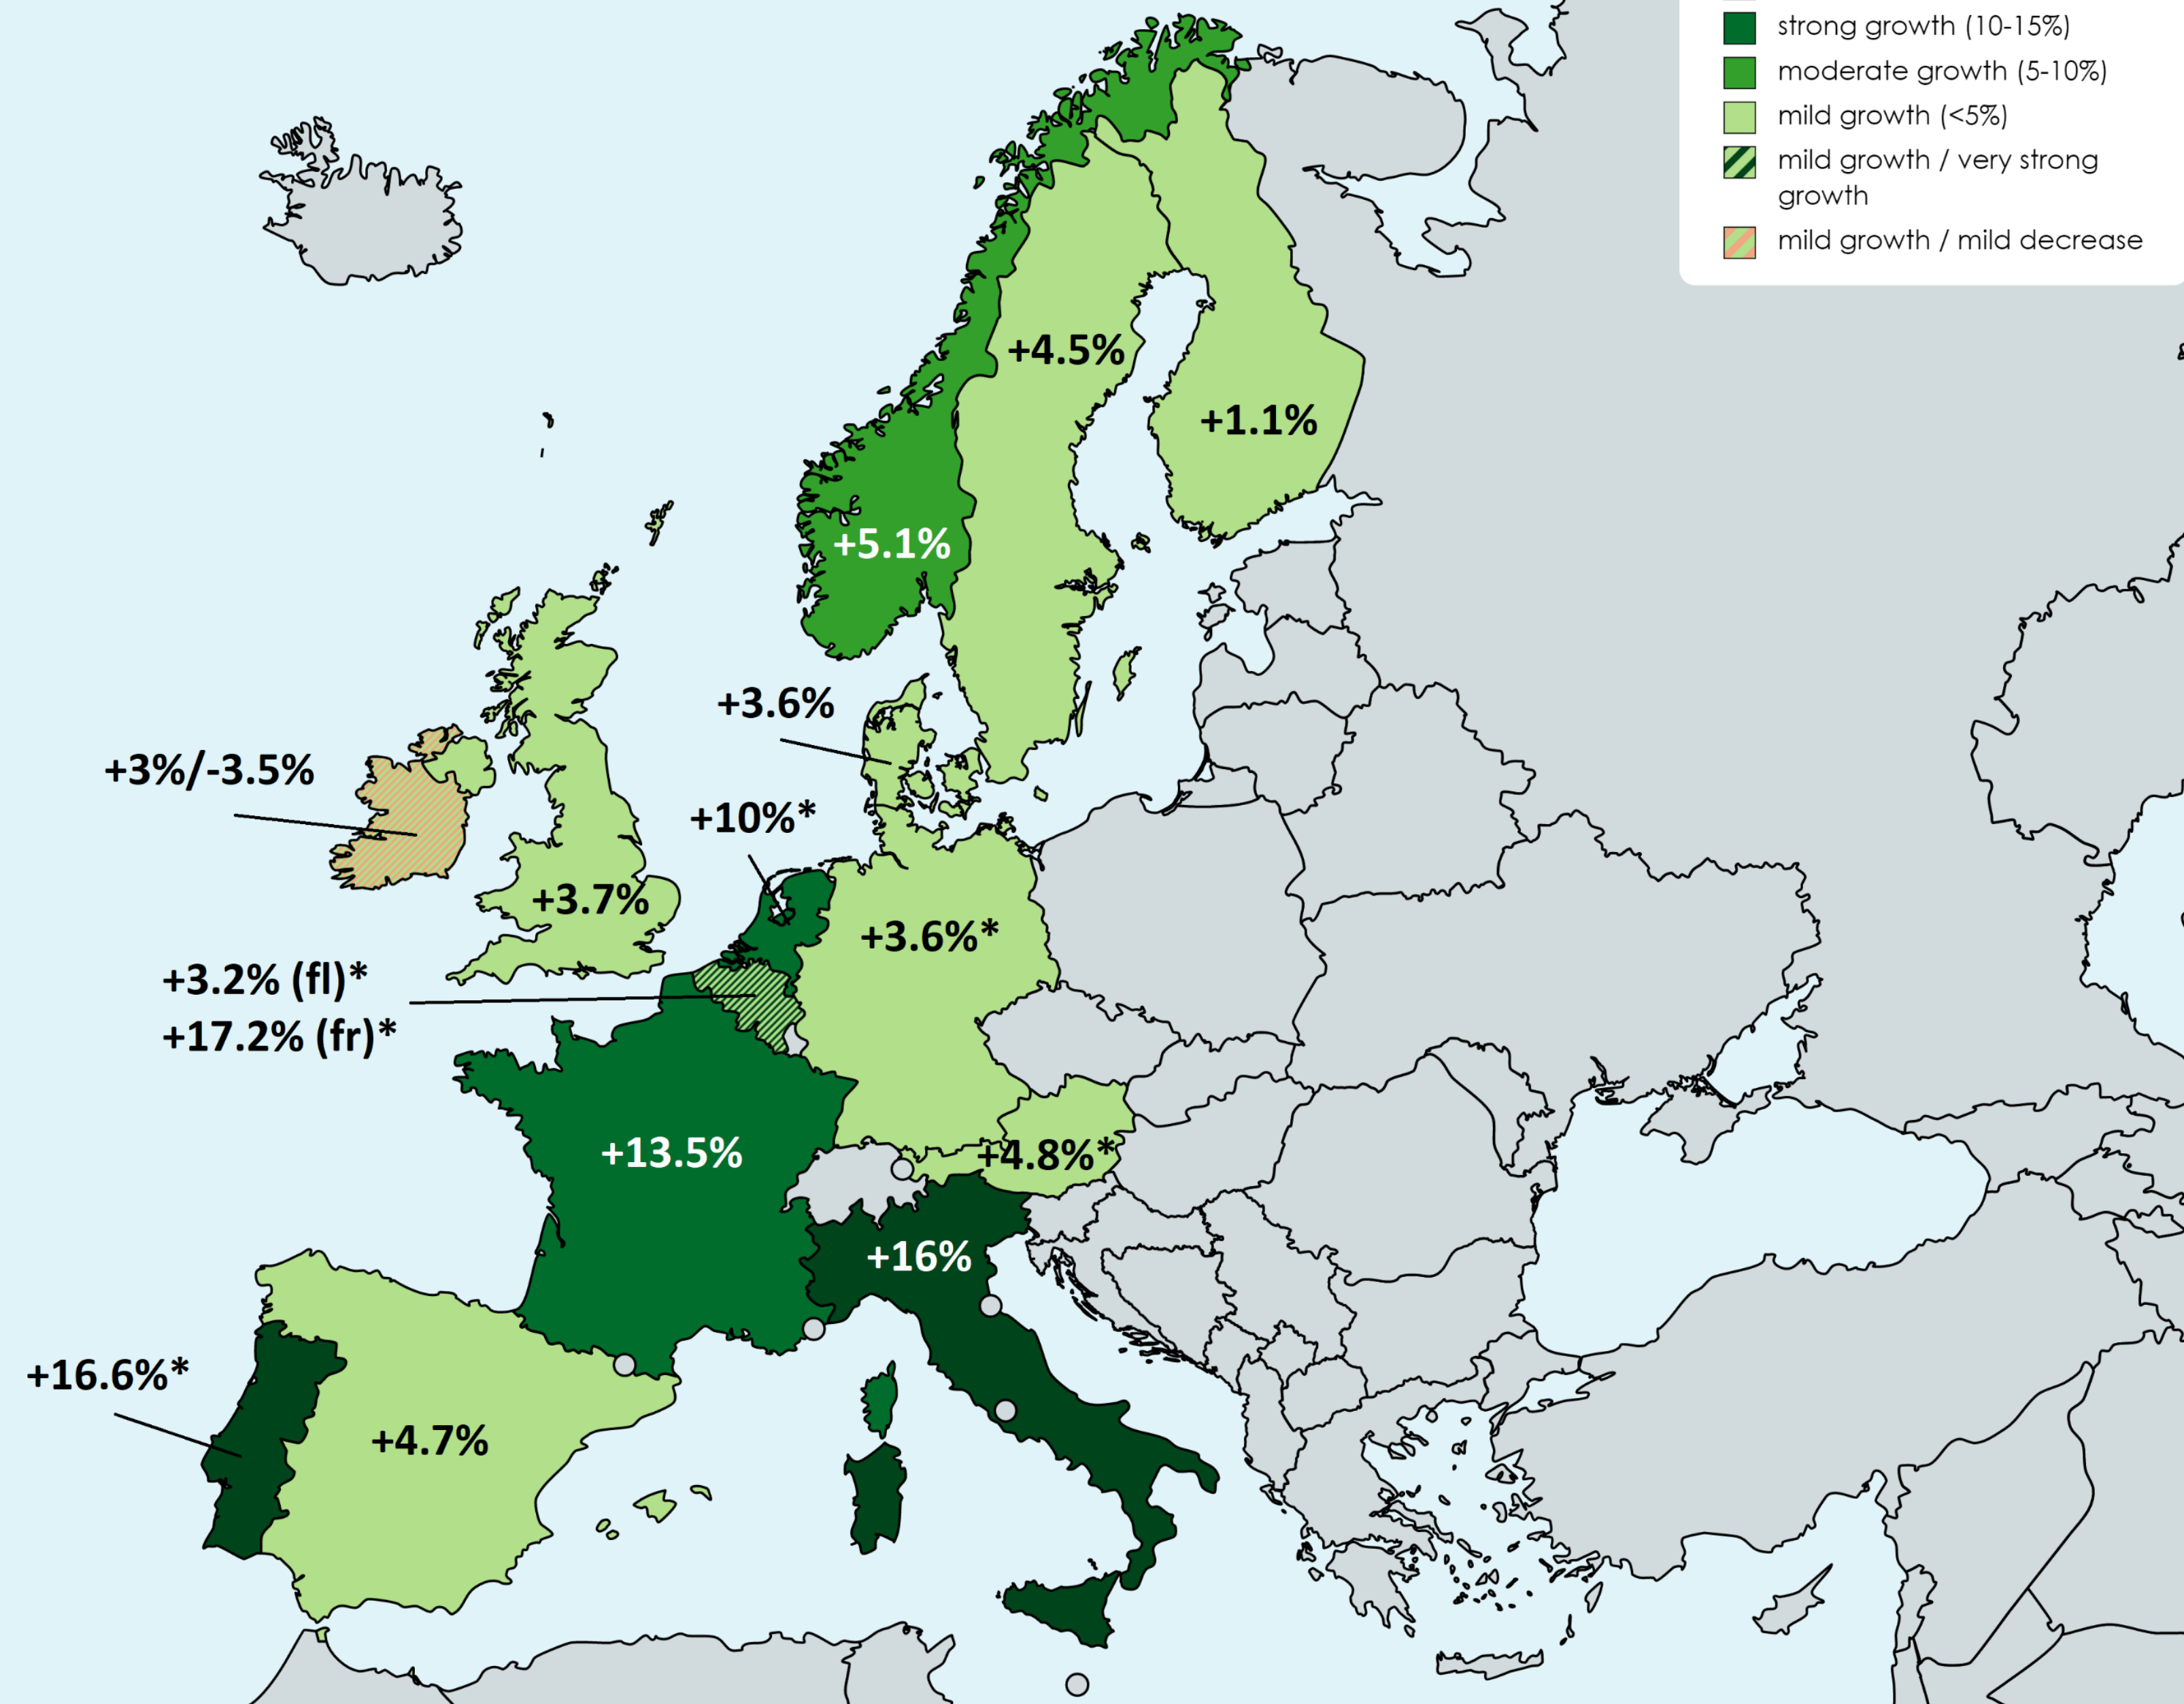 strong growth (10-15%)
moderate growth (5-10%)
mild growth (<5%)
mild growth / very strong
growth
mild growth / mild decrease
+4.5%
+1.1%
+5.1%
+3.6%
+3%/-3.5%
+10%*
+3.7%
+3.6%*
+3.2% (fl)*
+17.2% (fr)*
+13.5%
+4.8%*
+16%
+16.6%*
+4.7%